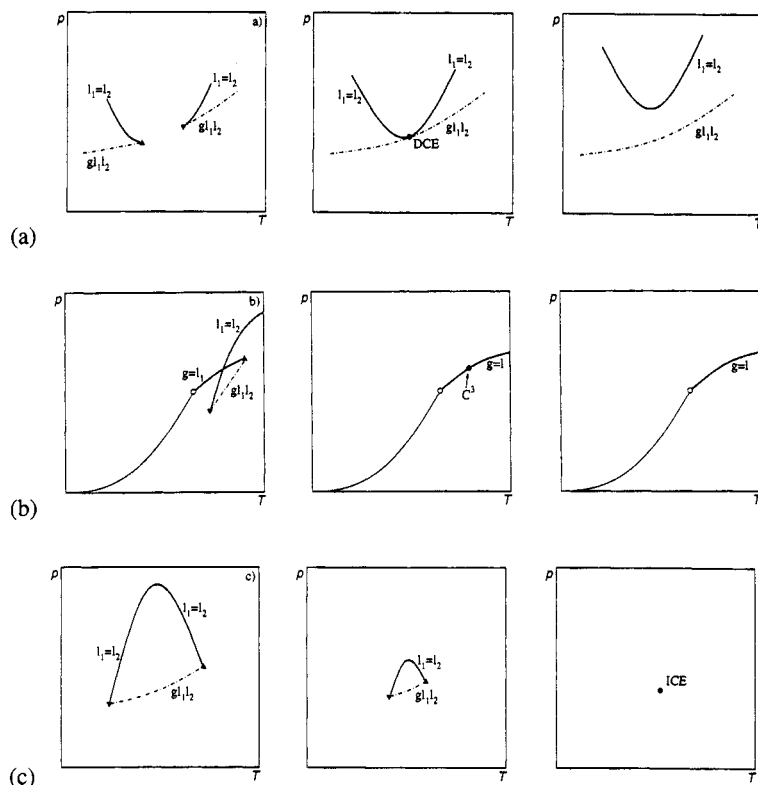 p a)
l₁=l₂ l₁=l₂
gl₁l₂ gl₁l₂
T
p
l₁=l₂ l₁=l₂
gl₁l₂
DCE
T
p
l₁=l₂
gl₁l₂
T
(a)
p b)
l₁=l₂
g=l₁
gl₁l₂
T
p
g=l
C³
T
p
g=l
T
(b)
p c)
l₁=l₂ l₁=l₂
gl₁l₂
T
p
l₁=l₂
gl₁l₂
T
p
ICE
T
(c)